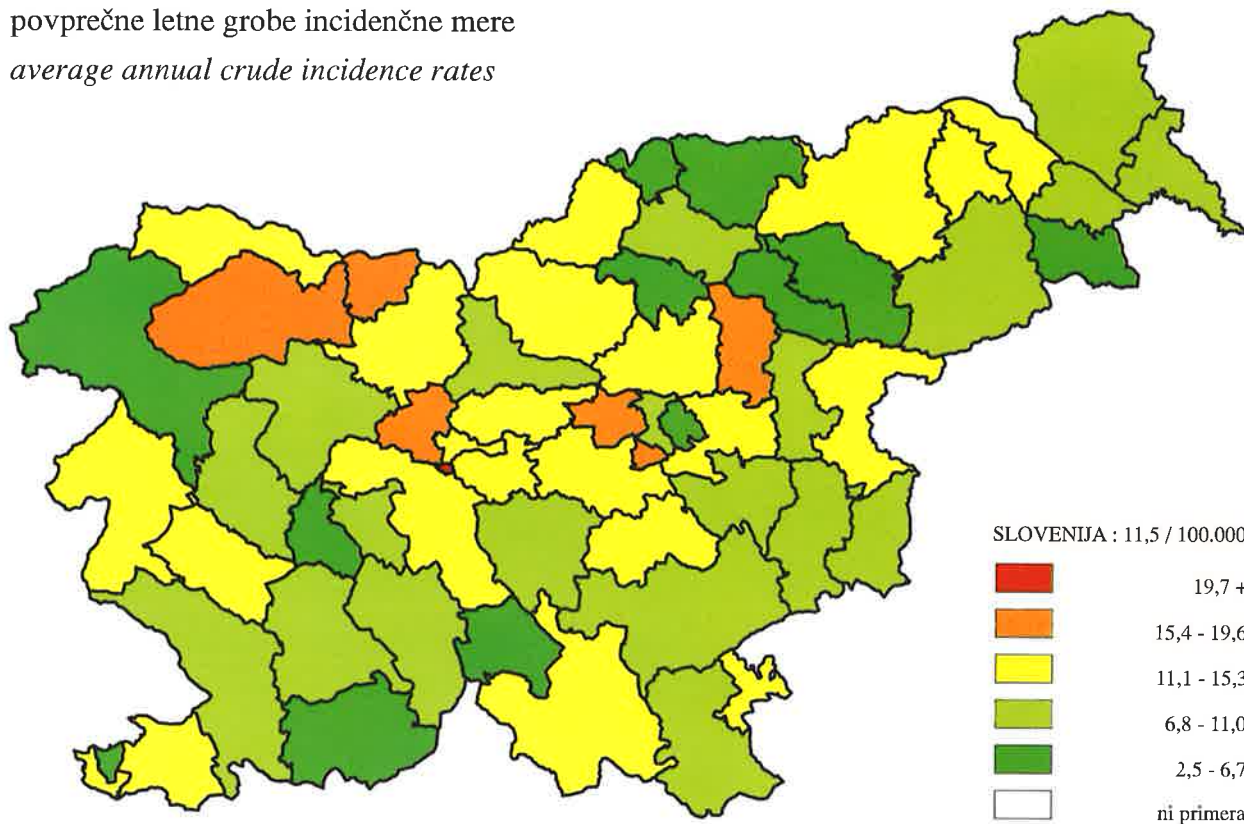 povprečne letne grobe incidenčne mere
average annual crude incidence rates
SLOVENIJA : 11,5 / 100.000
19,7 +
15,4 - 19,6
11,1 - 15,3
6,8 - 11,0
2,5 - 6,7
ni primera